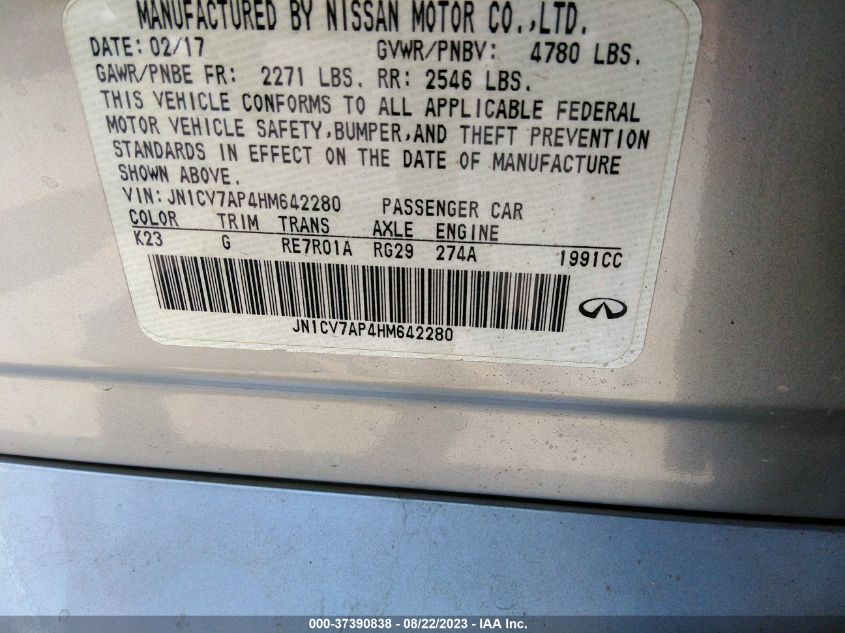 MANUFACTURED BY NISSAN MOTOR CO.,LTD.
DATE: 02/17 GVWR/PNBV: 4780 LBS.
GAWR/PNBE FR: 2271 LBS. RR: 2546 LBS.
THIS VEHICLE CONFORMS TO ALL APPLICABLE FEDERAL
MOTOR VEHICLE SAFETY,BUMPER,AND THEFT PREVENTION
STANDARDS IN EFFECT ON THE DATE OF MANUFACTURE
SHOWN ABOVE.
VIN: JN1CV7AP4HM642280 PASSENGER CAR
COLOR TRIM TRANS AXLE ENGINE
K23 G RE7R01A RG29 274A 1991CC
JN1CV7AP4HM642280
000-37390838 - 08/22/2023 - IAA Inc.